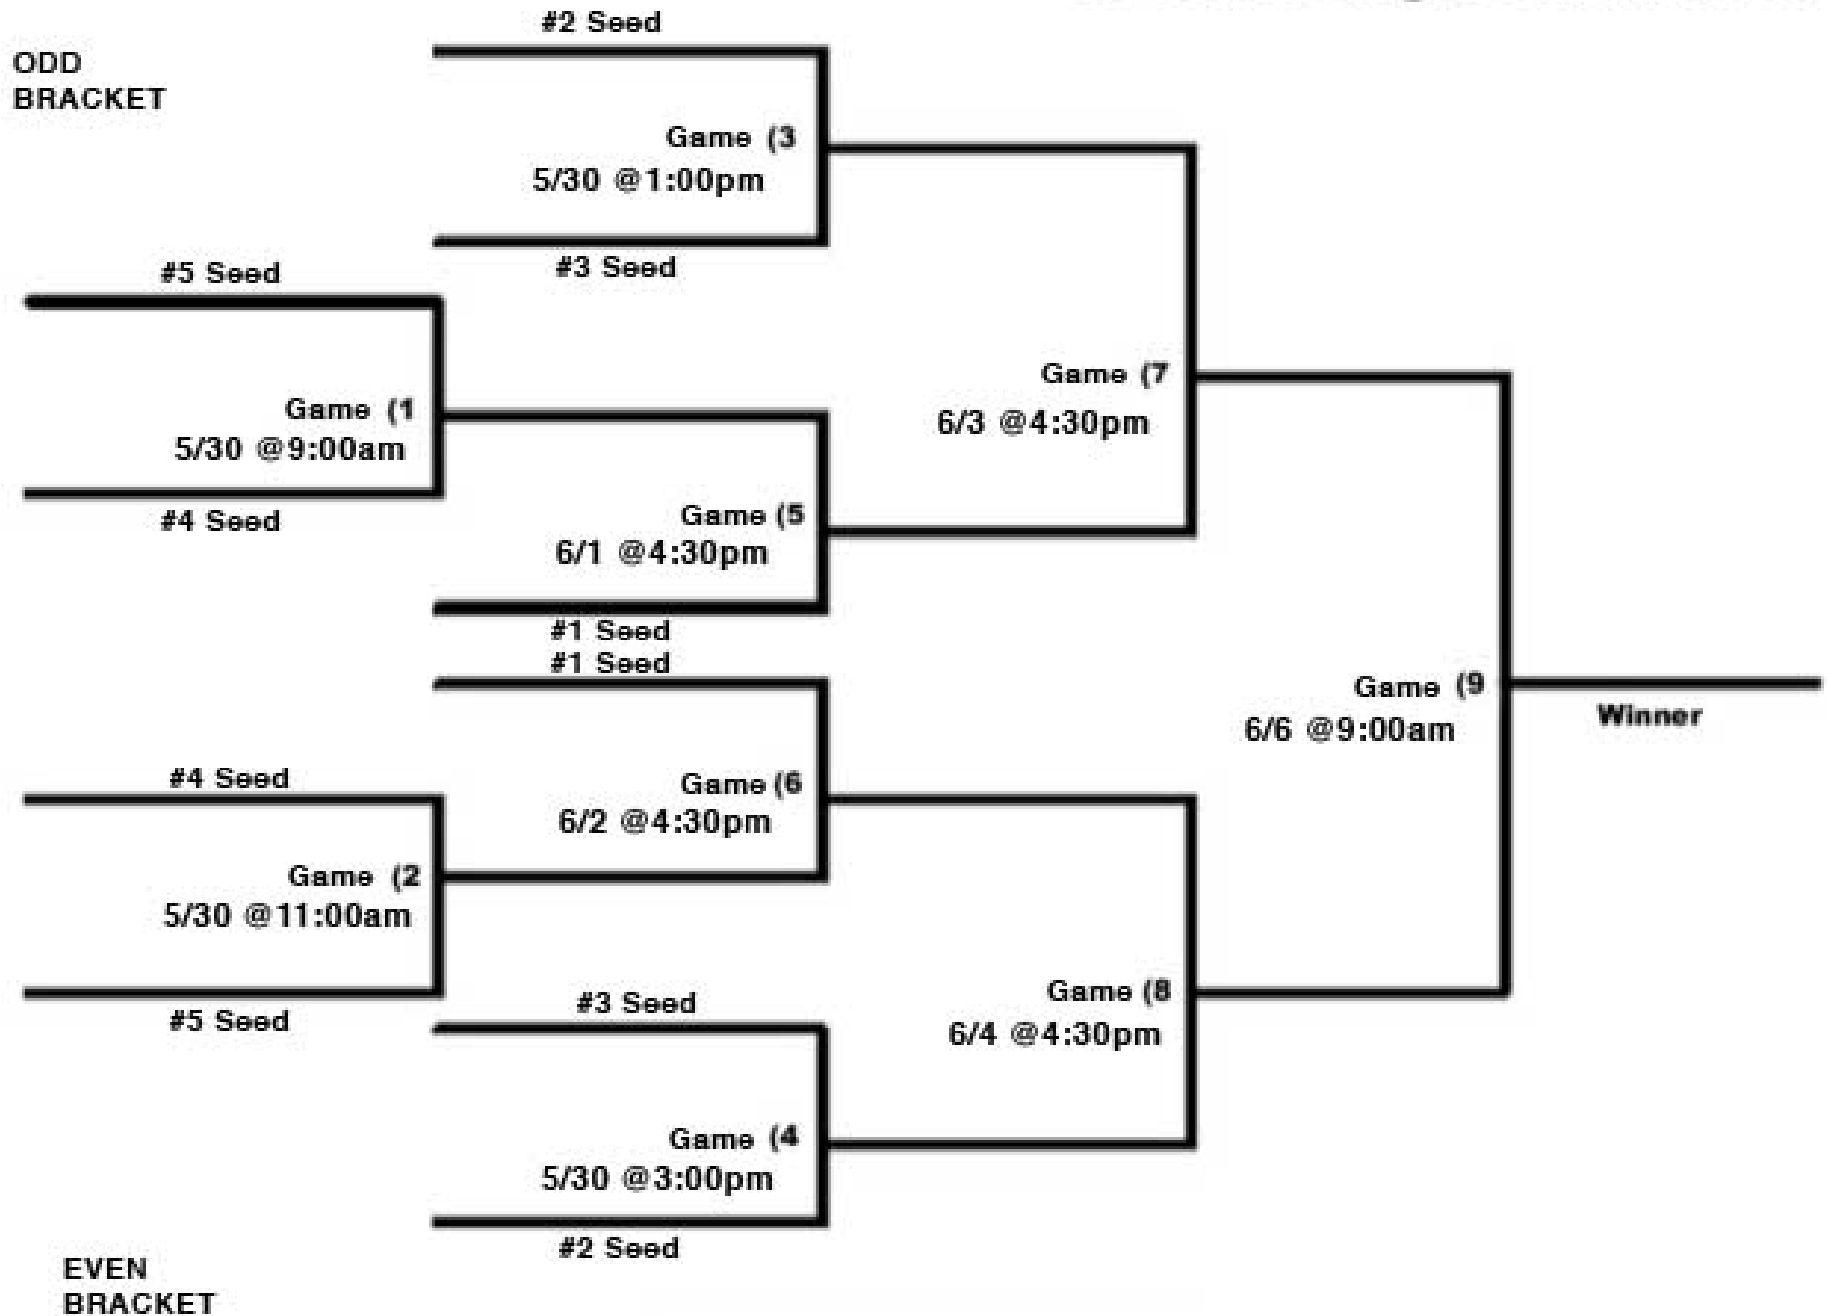 #2 Seed
ODD
BRACKET
Game (3
5/30 @1:00pm
#3 Seed
#5 Seed
Game (1
5/30 @9:00am
#4 Seed
Game (7
6/3 @4:30pm
Game (5
6/1 @4:30pm
#1 Seed
#1 Seed
Game (6
6/2 @4:30pm
#4 Seed
Game (2
5/30 @11:00am
#5 Seed
Game (9
6/6 @9:00am
Winner
#3 Seed
Game (8
6/4 @4:30pm
Game (4
5/30 @3:00pm
#2 Seed
EVEN
BRACKET